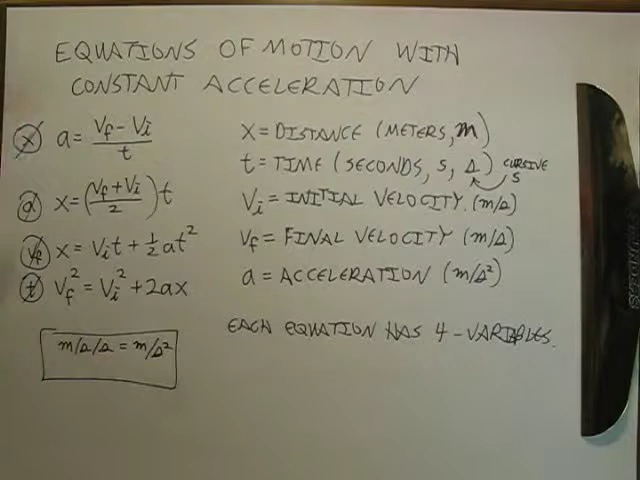 EQUATIONS OF MOTION WITH
CONSTANT ACCELERATION
x a = (Vf - Vi)/t
a x = ((Vf + Vi)/2)t
Vf x = Vit + ½at²
t Vf² = Vi² + 2ax
m/s/s = m/s²
x = DISTANCE (METERS, m)
t = TIME (SECONDS, s, s) CURSIVE
S
Vi = INITIAL VELOCITY (m/s)
Vf = FINAL VELOCITY (m/s)
a = ACCELERATION (m/s²)
EACH EQUATION HAS 4-VARIABLES.